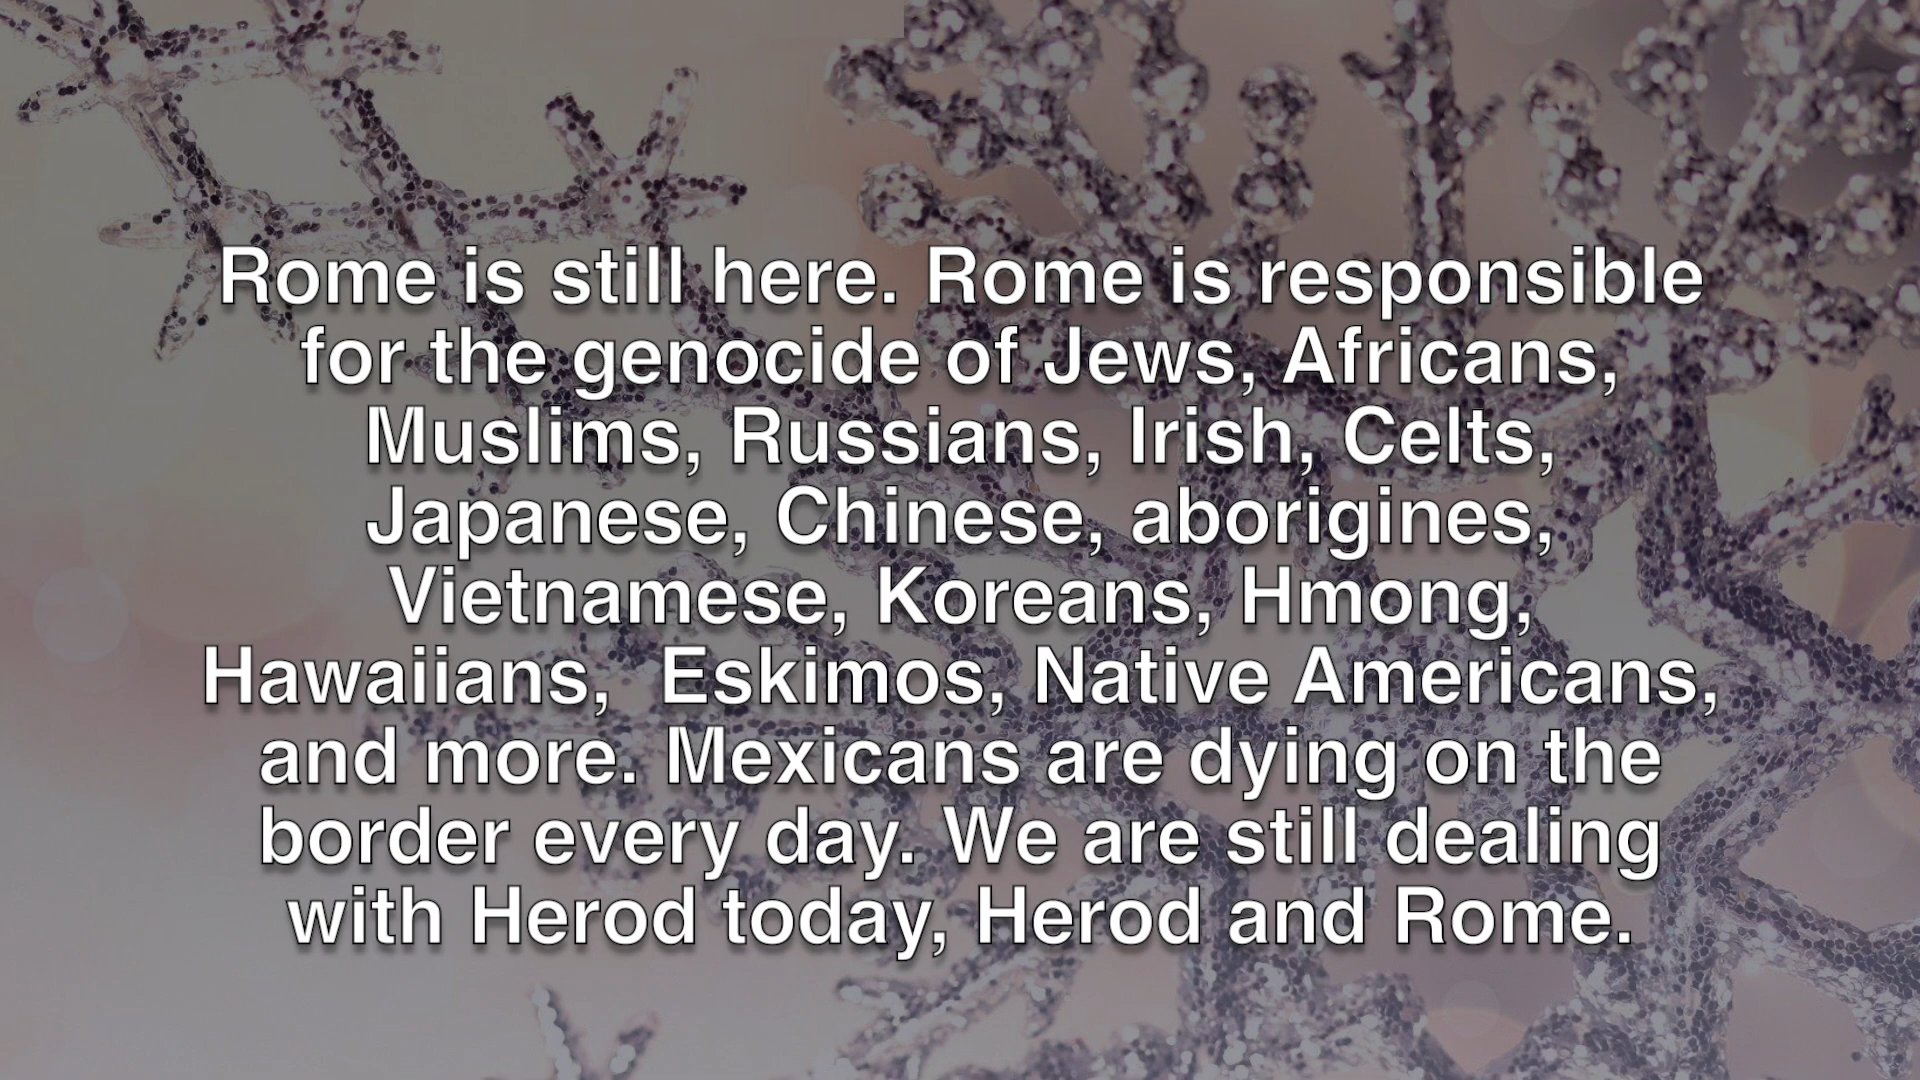 Rome is still here. Rome is responsible
for the genocide of Jews, Africans,
Muslims, Russians, Irish, Celts,
Japanese, Chinese, aborigines,
Vietnamese, Koreans, Hmong,
Hawaiians,  Eskimos, Native Americans,
and more. Mexicans are dying on the
border every day. We are still dealing
with Herod today, Herod and Rome.